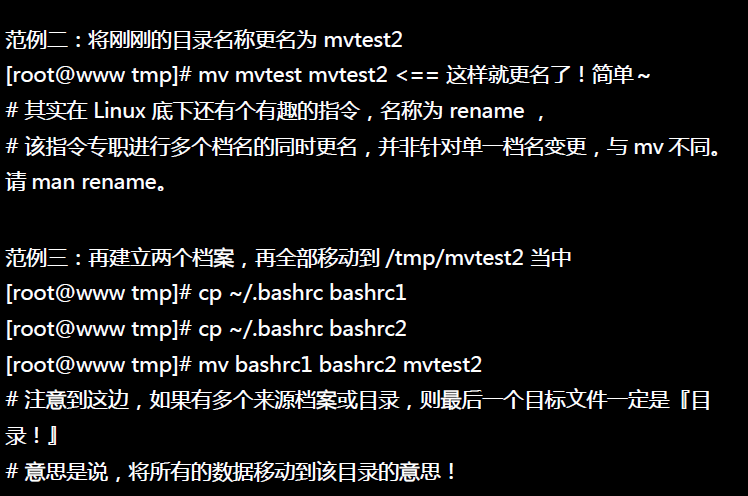 范例二：将刚刚的目录名称更名为 mvtest2
[root@www tmp]# mv mvtest mvtest2 <== 这样就更名了！简单～
# 其实在 Linux 底下还有个有趣的指令，名称为 rename ，
# 该指令专职进行多个档名的同时更名，并非针对单一档名变更，与 mv 不同。
请 man rename。
范例三：再建立两个档案，再全部移动到 /tmp/mvtest2 当中
[root@www tmp]# cp ~/.bashrc bashrc1
[root@www tmp]# cp ~/.bashrc bashrc2
[root@www tmp]# mv bashrc1 bashrc2 mvtest2
# 注意到这边，如果有多个来源档案或目录，则最后一个目标文件一定是『目
录！』
# 意思是说，将所有的数据移动到该目录的意思！